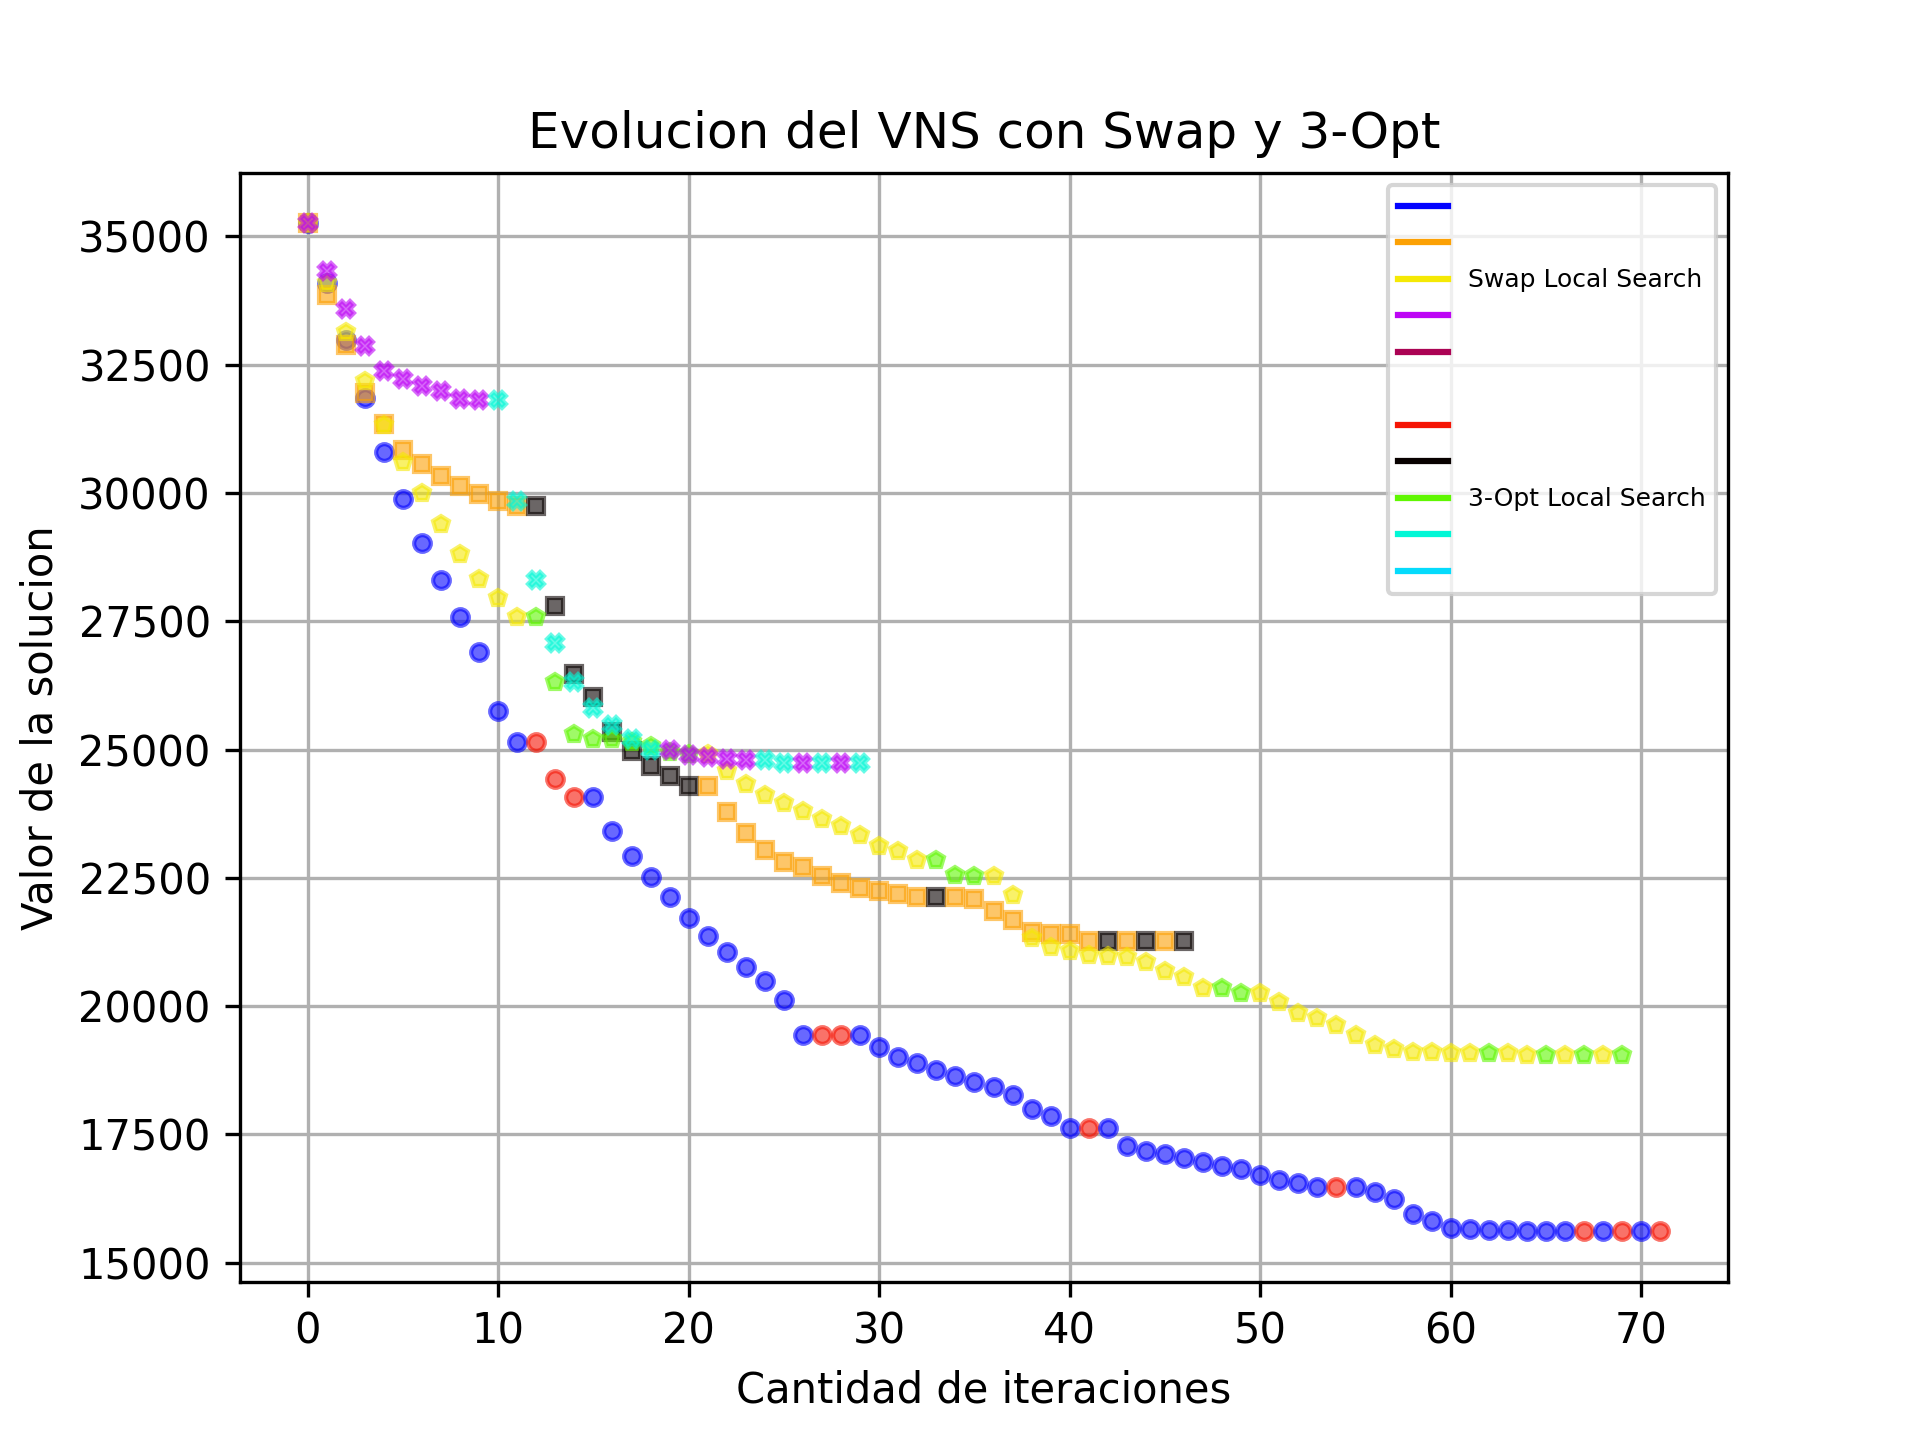 Evolucion del VNS con Swap y 3-Opt
Valor de la solucion
35000
32500
30000
27500
25000
22500
20000
17500
15000
Swap Local Search
3-Opt Local Search
0 10 20 30 40 50 60 70
Cantidad de iteraciones